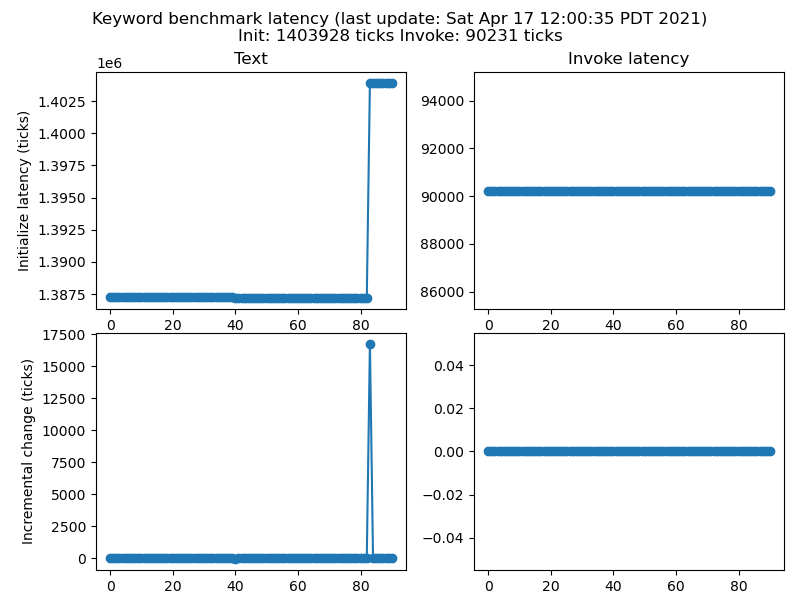 Keyword benchmark latency (last update: Sat Apr 17 12:00:35 PDT 2021)
Init: 1403928 ticks Invoke: 90231 ticks
Text
1e6
Initialize latency (ticks)
1.4025
1.4000
1.3975
1.3950
1.3925
1.3900
1.3875
0 20 40 60 80
Invoke latency
94000
92000
90000
88000
86000
0 20 40 60 80
Incremental change (ticks)
17500
15000
12500
10000
7500
5000
2500
0
0 20 40 60 80
0.04
0.02
0.00
−0.02
−0.04
0 20 40 60 80